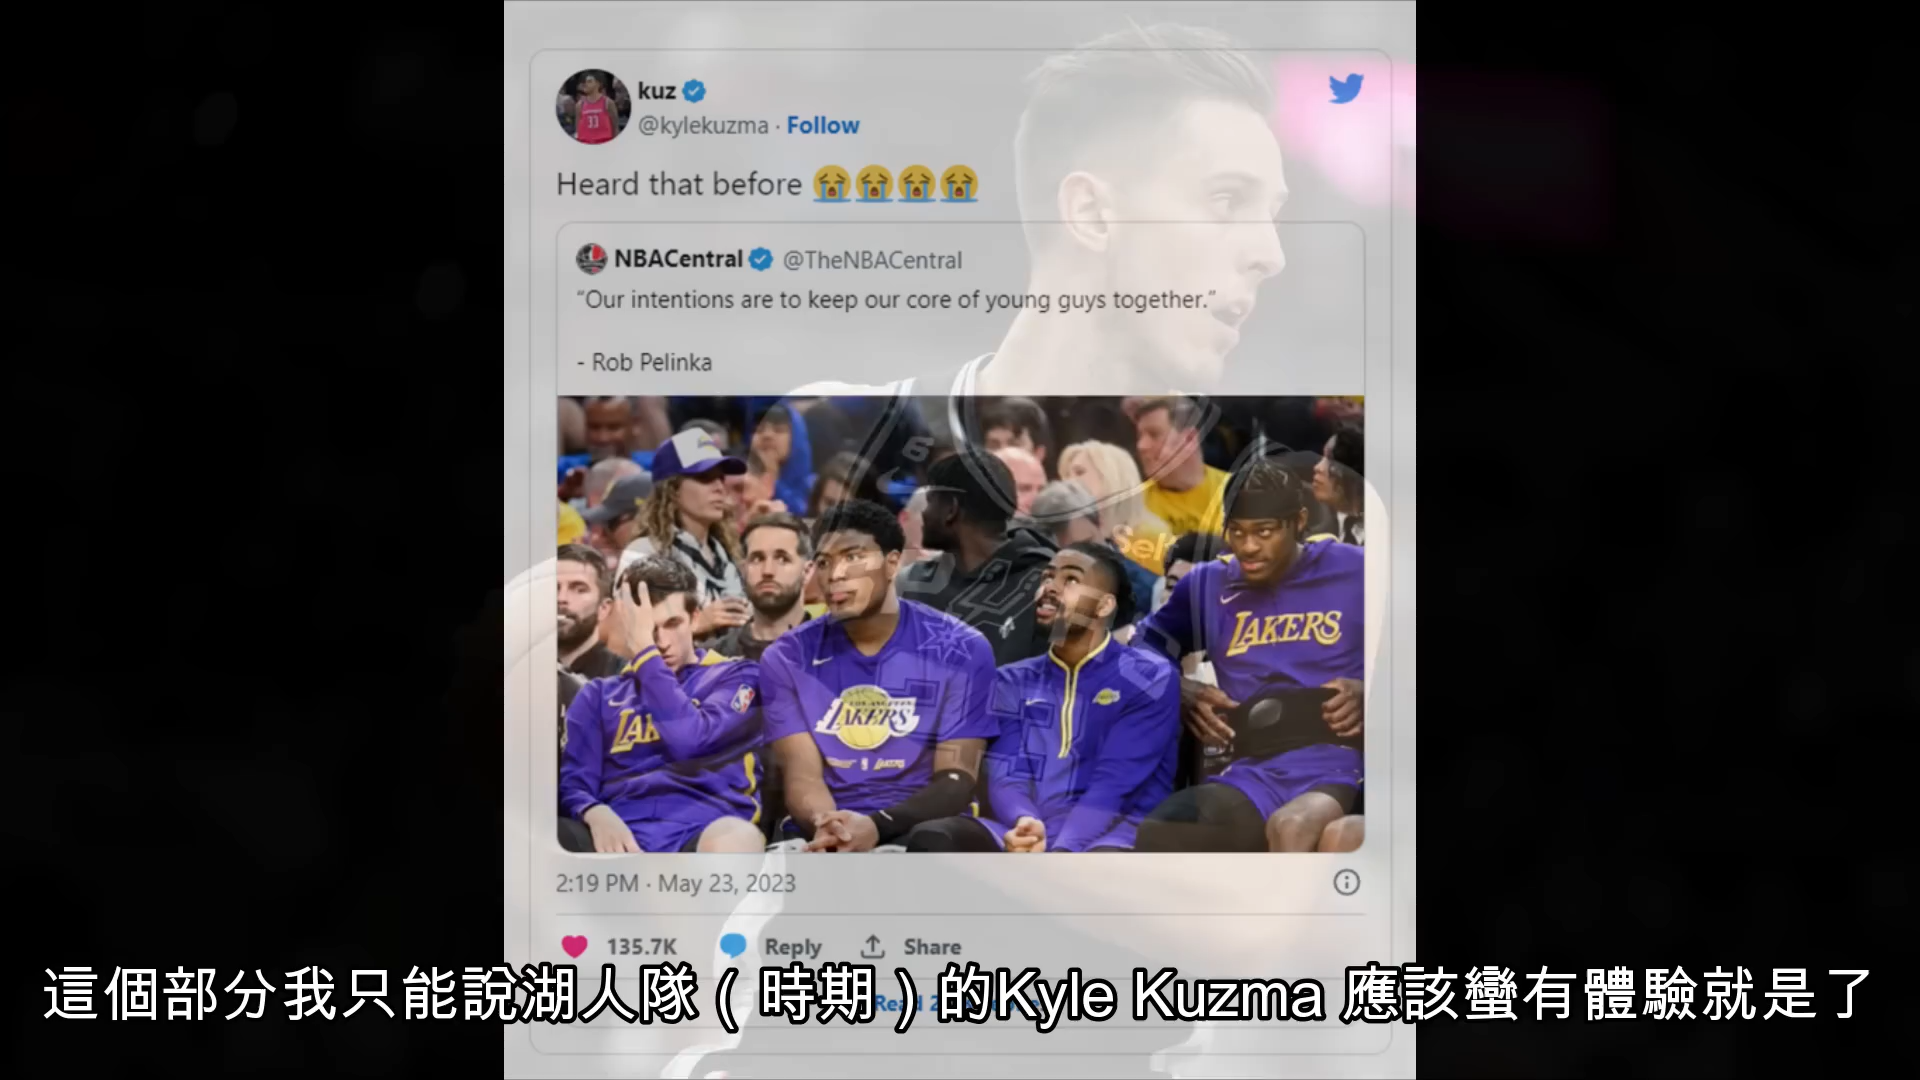 kuz
@kylekuzma · Follow
Heard that before 😭😭😭😭
NBACentral @TheNBACentral
“Our intentions are to keep our core of young guys together.”
- Rob Pelinka
6
Self
LAKERS
LAK
LAKERS
2:19 PM · May 23, 2023
135.7K Reply Share
這個部分我只能說湖人隊（時期）的Kyle Kuzma 應該蠻有體驗就是了